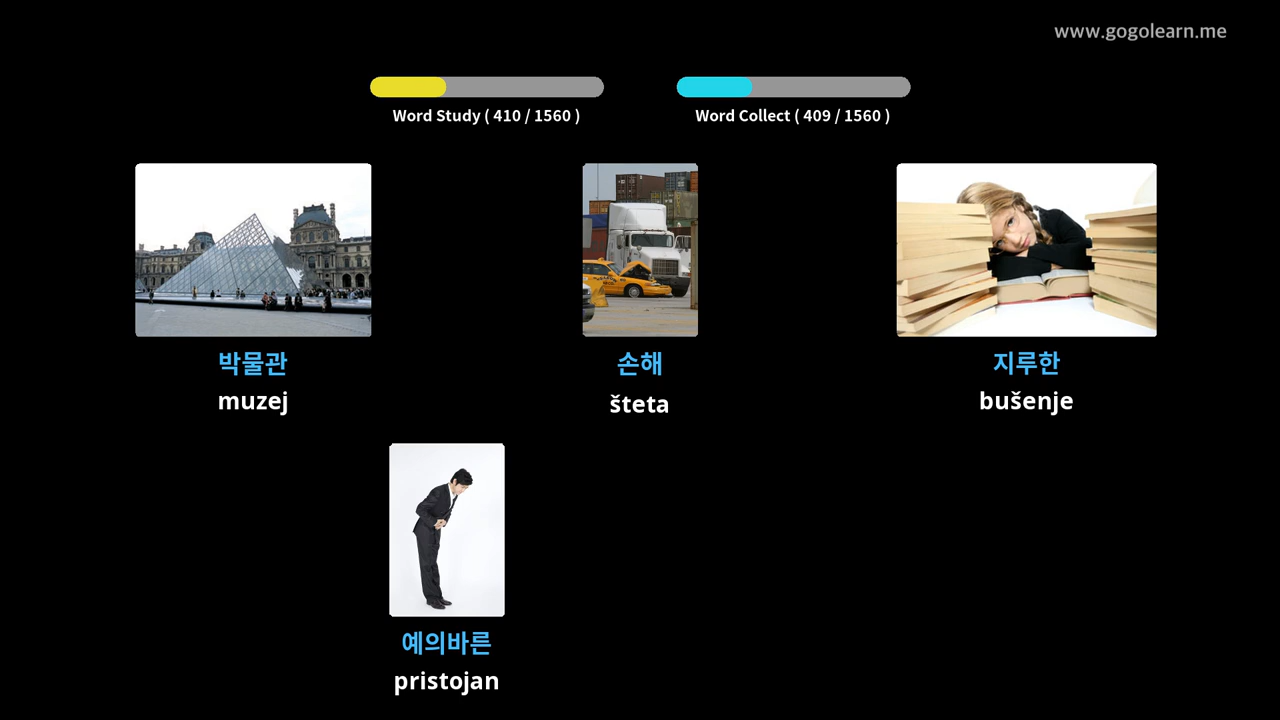 www.gogolearn.me
Word Study ( 410 / 1560 )
Word Collect ( 409 / 1560 )
박물관
muzej
손해
šteta
지루한
bušenje
예의바른
pristojan